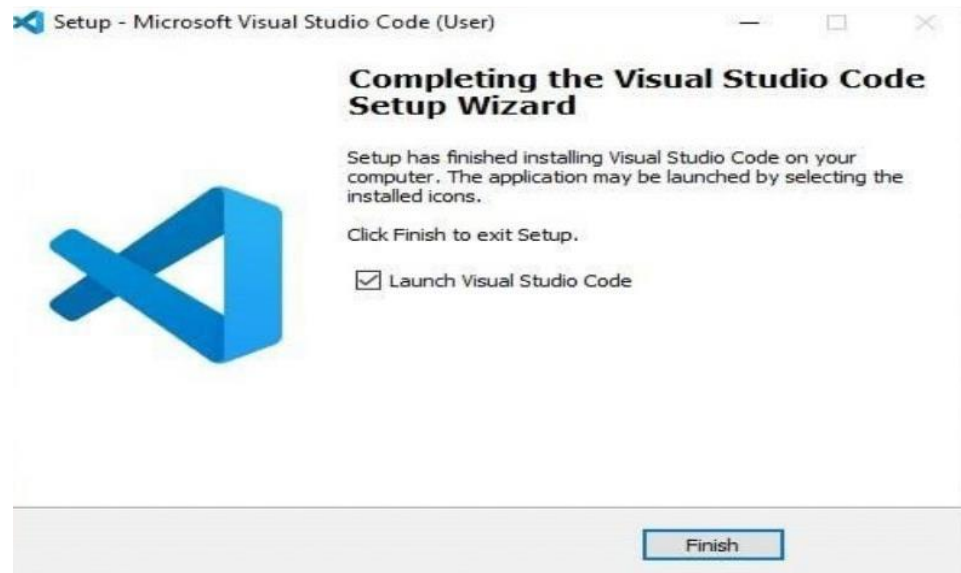 Setup - Microsoft Visual Studio Code (User)
Completing the Visual Studio Code
Setup Wizard
Setup has finished installing Visual Studio Code on your
computer. The application may be launched by selecting the
installed icons.
Click Finish to exit Setup.
Launch Visual Studio Code
Finish